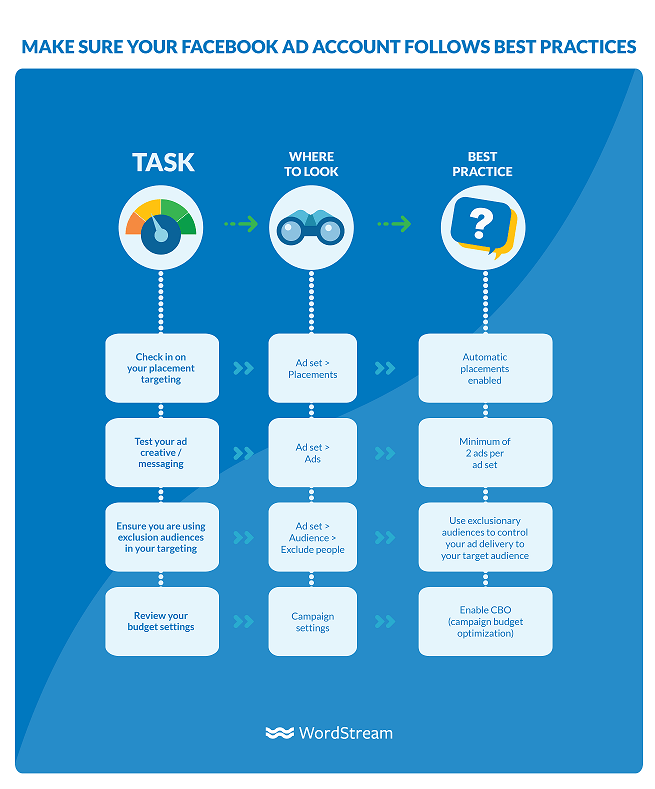 MAKE SURE YOUR FACEBOOK AD ACCOUNT FOLLOWS BEST PRACTICES
TASK
WHERE
TO LOOK
BEST
PRACTICE
?
Check in on
your placement
targeting
Ad set >
Placements
Automatic
placements
enabled
Test your ad
creative /
messaging
Ad set >
Ads
Minimum of
2 ads per
ad set
Ensure you are using
exclusion audiences
in your targeting
Ad set >
Audience >
Exclude people
Use exclusionary
audiences to control
your ad delivery to
your target audience
Review your
budget settings
Campaign
settings
Enable CBO
(campaign budget
optimization)
WordStream